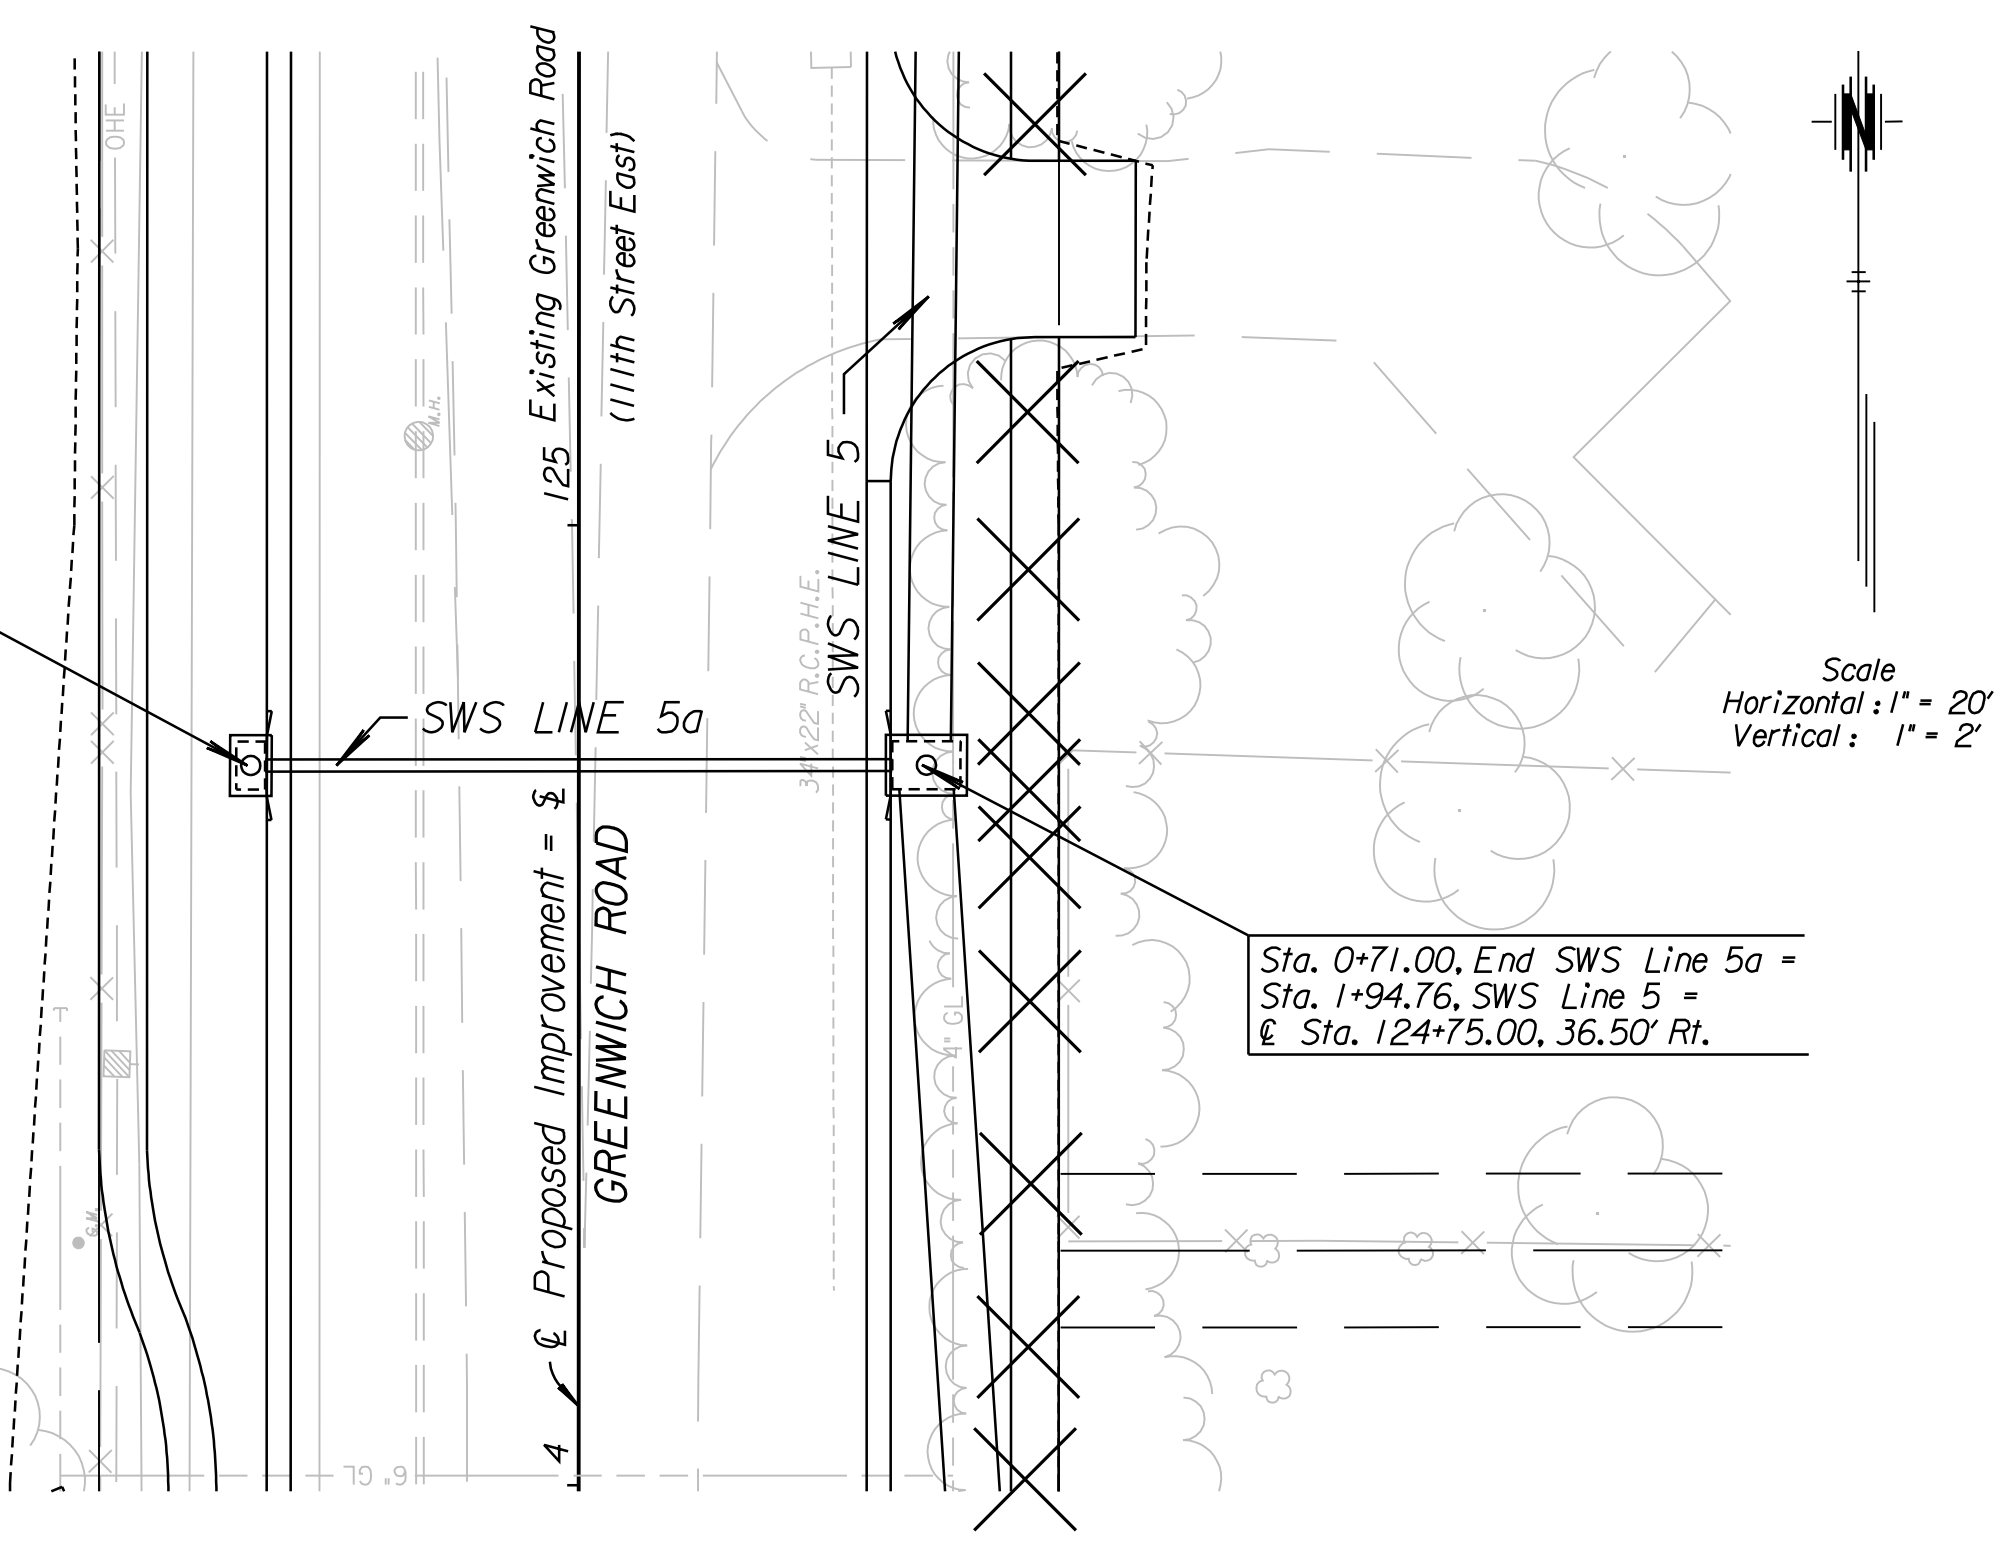 OHE
125 Existing Greenwich Road
(111th Street East)
N
M.H.
SWS LINE 5
34"x22" R.C.P.H.E.
Scale
Horizontal : 1" = 20'
Vertical : 1" = 2'
SWS LINE 5a
℄ Proposed Improvement = ⅊
GREENWICH ROAD
Sta. 0+71.00, End SWS Line 5a =
Sta. 1+94.76, SWS Line 5 =
℄ Sta. 124+75.00, 36.50' Rt.
4" GL
G.M.
4
6" GL